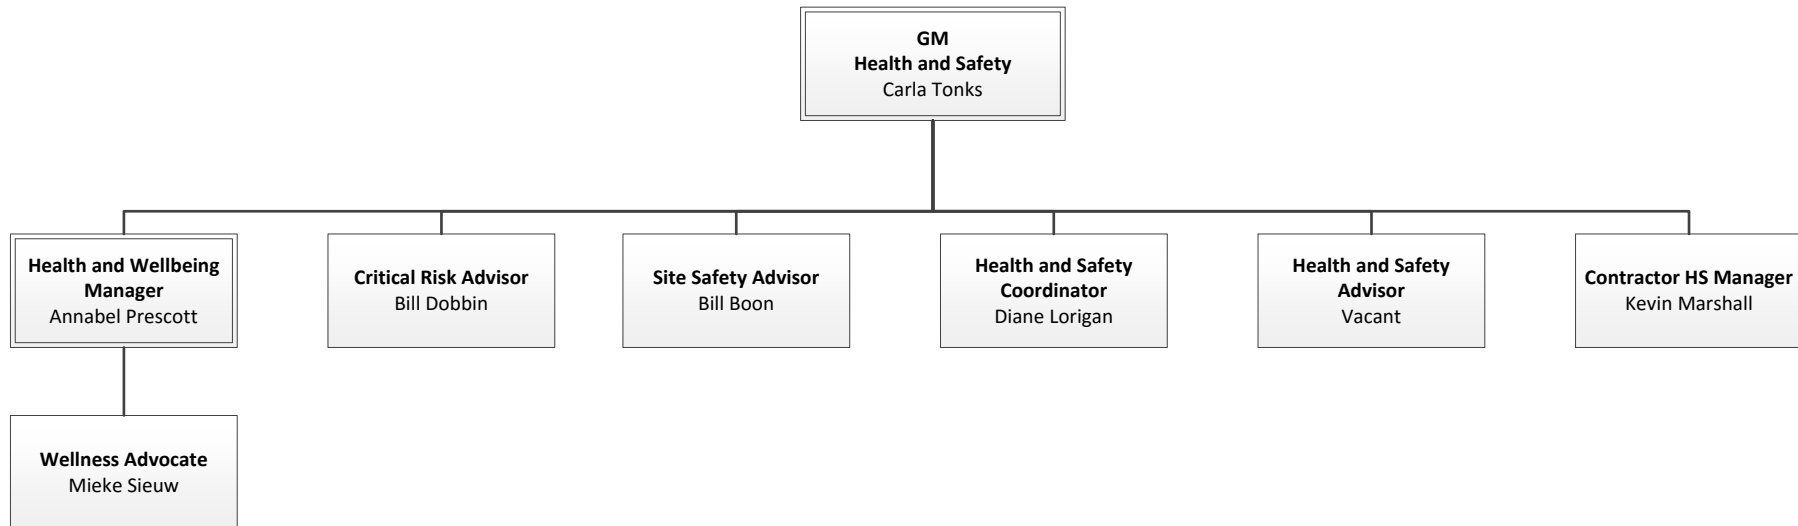 GM
Health and Safety
Carla Tonks
Health and Wellbeing
Manager
Annabel Prescott
Critical Risk Advisor
Bill Dobbin
Site Safety Advisor
Bill Boon
Health and Safety
Coordinator
Diane Lorigan
Health and Safety
Advisor
Vacant
Contractor HS Manager
Kevin Marshall
Wellness Advocate
Mieke Sieuw